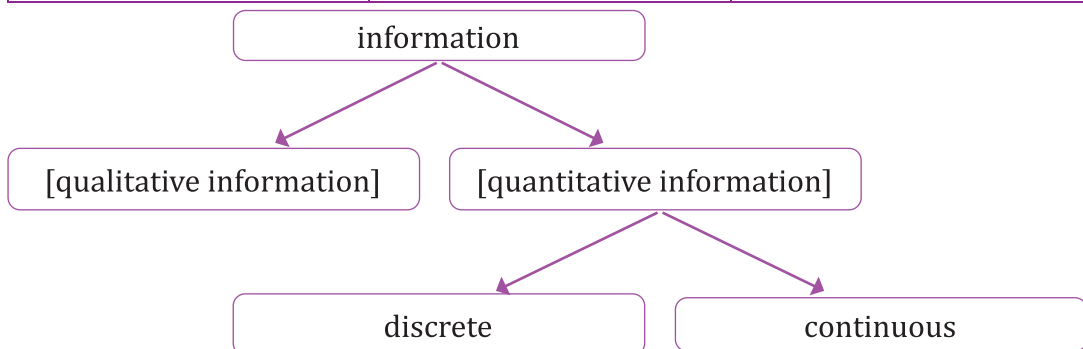 information
[qualitative information]
[quantitative information]
discrete
continuous